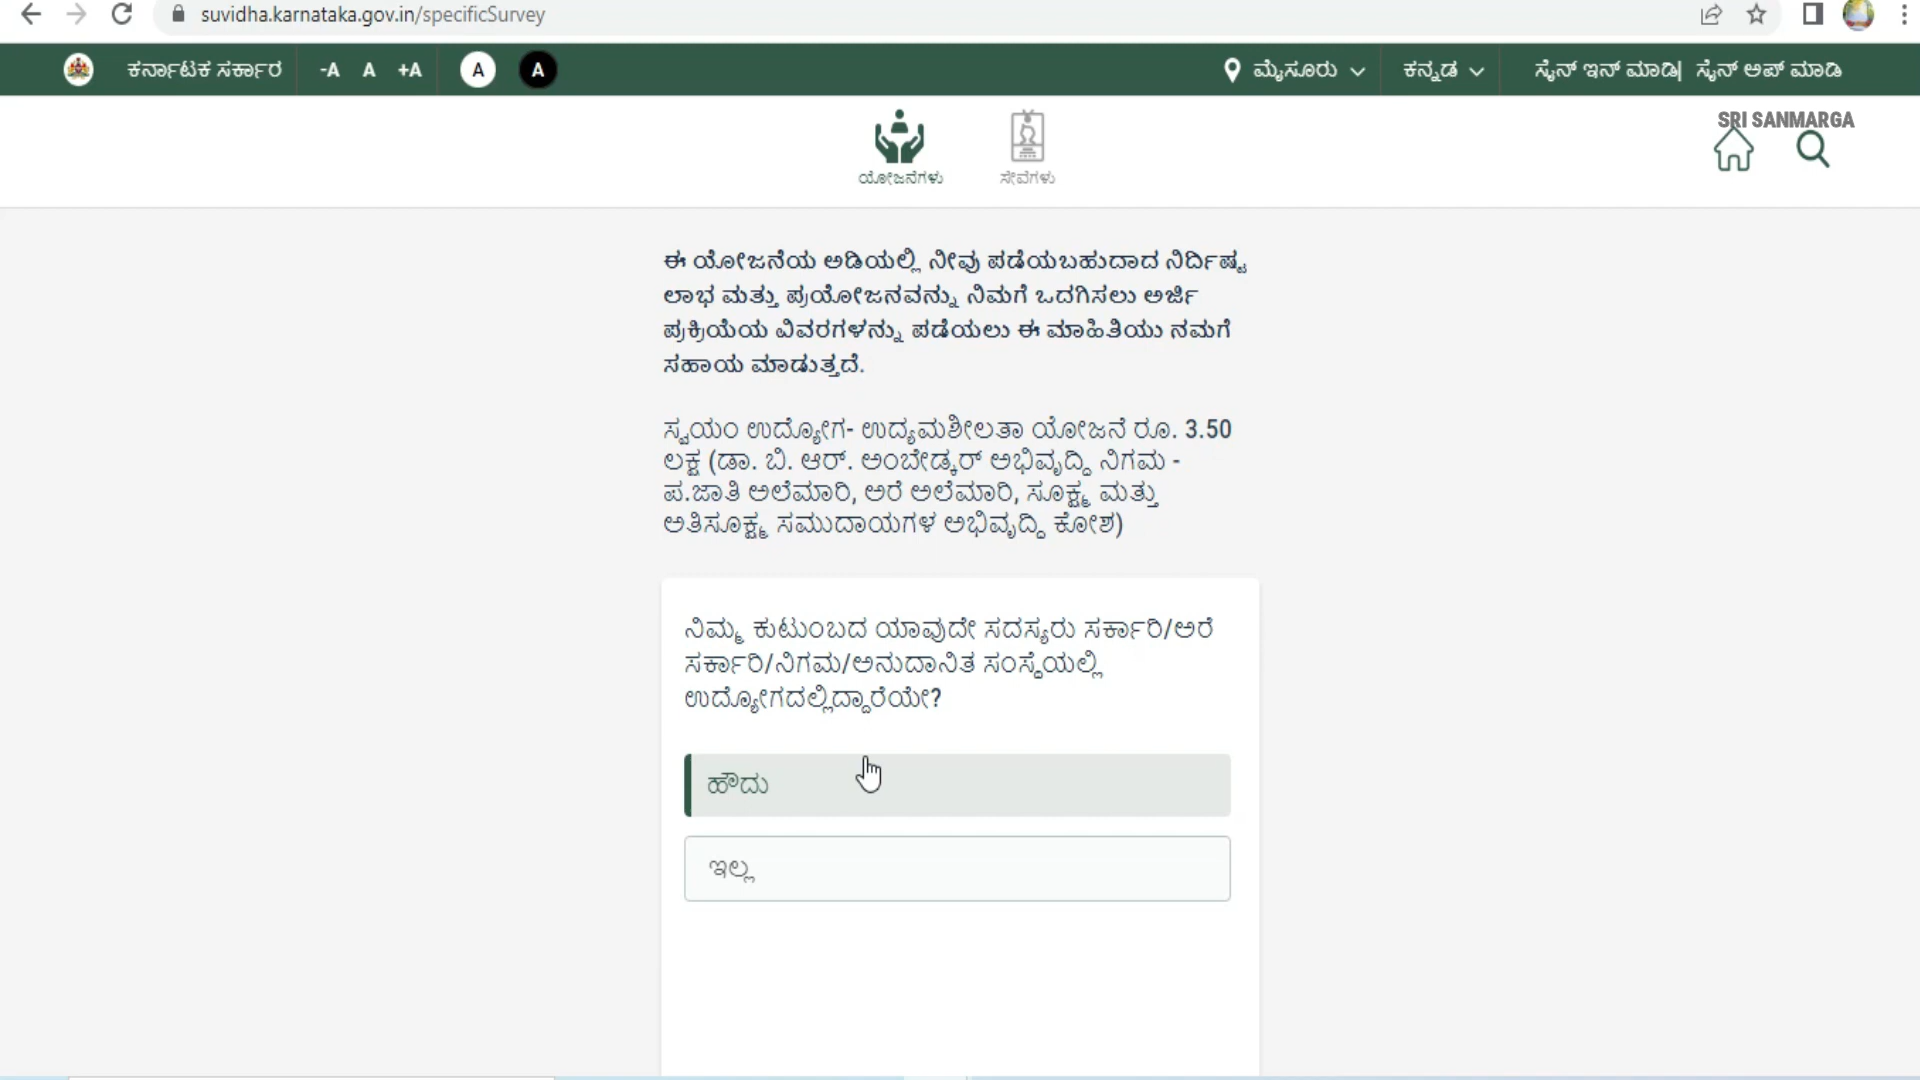 suvidha.karnataka.gov.in/specificSurvey
ಕರ್ನಾಟಕ ಸರ್ಕಾರ -A A +A A A ಮೈಸೂರು ಕನ್ನಡ ಸೈನ್ ಇನ್ ಮಾಡಿ| ಸೈನ್ ಅಪ್ ಮಾಡಿ
SRI SANMARGA
ಯೋಜನೆಗಳು ಸೇವೆಗಳು
ಈ ಯೋಜನೆಯ ಅಡಿಯಲ್ಲಿ ನೀವು ಪಡೆಯಬಹುದಾದ ನಿರ್ದಿಷ್ಟ
ಲಾಭ ಮತ್ತು ಪ್ರಯೋಜನವನ್ನು ನಿಮಗೆ ಒದಗಿಸಲು ಅರ್ಜಿ
ಪ್ರಕ್ರಿಯೆಯ ವಿವರಗಳನ್ನು ಪಡೆಯಲು ಈ ಮಾಹಿತಿಯು ನಮಗೆ
ಸಹಾಯ ಮಾಡುತ್ತದೆ.
ಸ್ವಯಂ ಉದ್ಯೋಗ- ಉದ್ಯಮಶೀಲತಾ ಯೋಜನೆ ರೂ. 3.50
ಲಕ್ಷ (ಡಾ. ಬಿ. ಆರ್. ಅಂಬೇಡ್ಕರ್ ಅಭಿವೃದ್ಧಿ ನಿಗಮ -
ಪ.ಜಾತಿ ಅಲೆಮಾರಿ, ಅರೆ ಅಲೆಮಾರಿ, ಸೂಕ್ಷ್ಮ ಮತ್ತು
ಅತಿಸೂಕ್ಷ್ಮ ಸಮುದಾಯಗಳ ಅಭಿವೃದ್ಧಿ ಕೋಶ)
ನಿಮ್ಮ ಕುಟುಂಬದ ಯಾವುದೇ ಸದಸ್ಯರು ಸರ್ಕಾರಿ/ಅರೆ
ಸರ್ಕಾರಿ/ನಿಗಮ/ಅನುದಾನಿತ ಸಂಸ್ಥೆಯಲ್ಲಿ
ಉದ್ಯೋಗದಲ್ಲಿದ್ದಾರೆಯೇ?
ಹೌದು
ಇಲ್ಲ